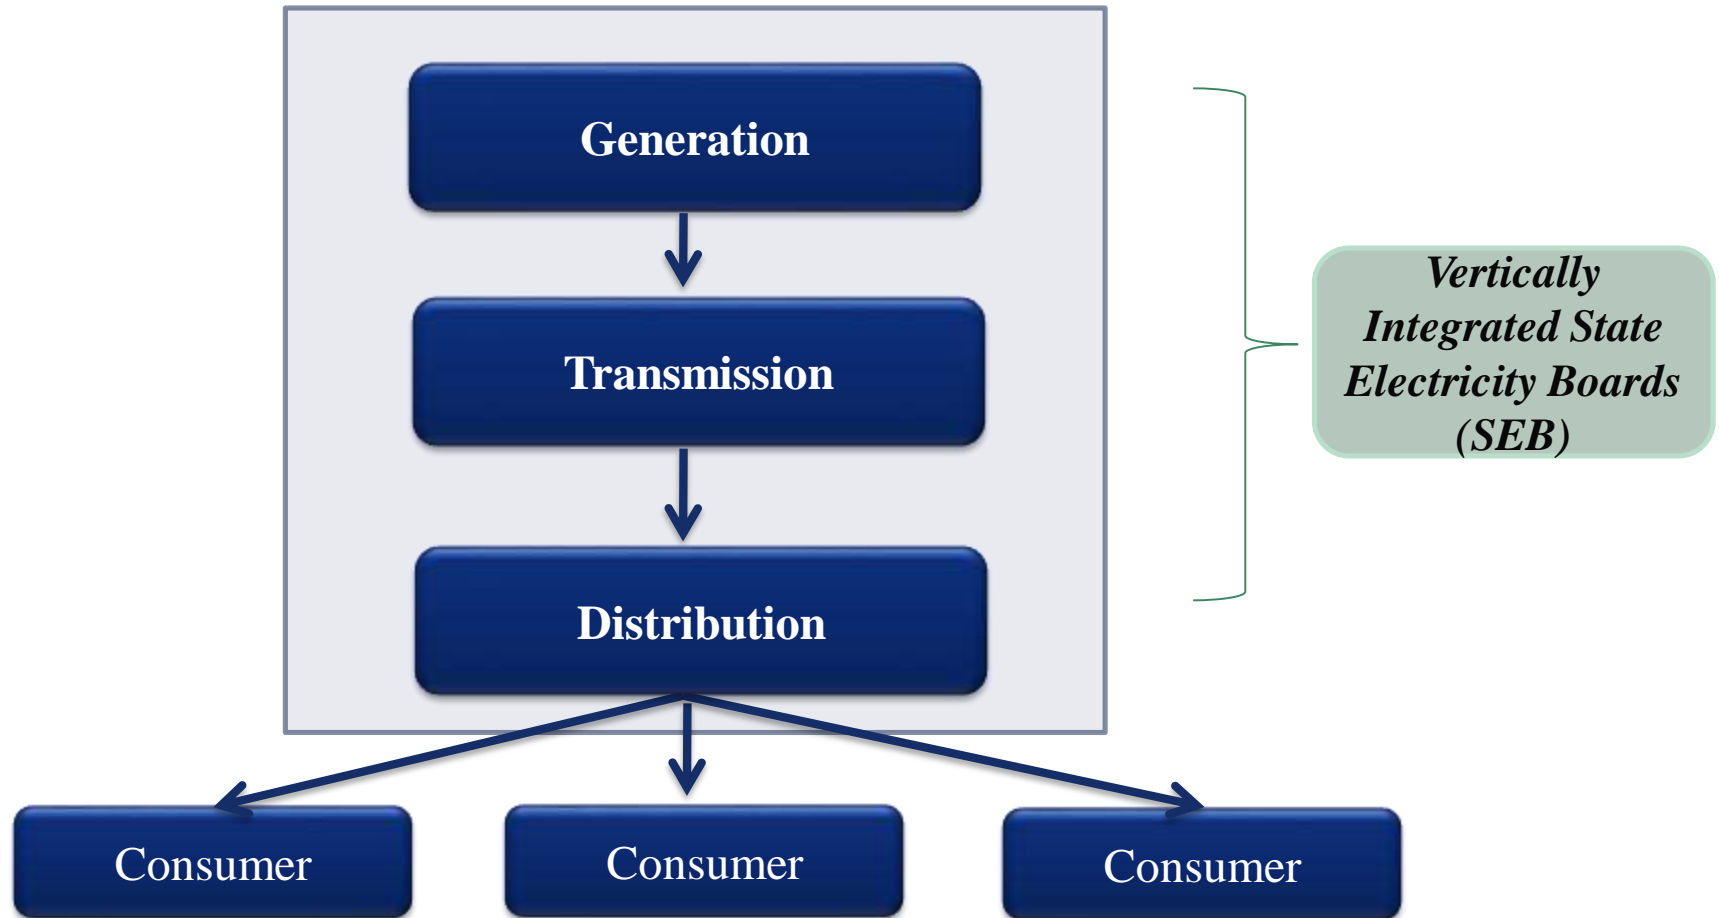 Generation
Transmission
Distribution
Vertically
Integrated State
Electricity Boards
(SEB)
Consumer
Consumer
Consumer